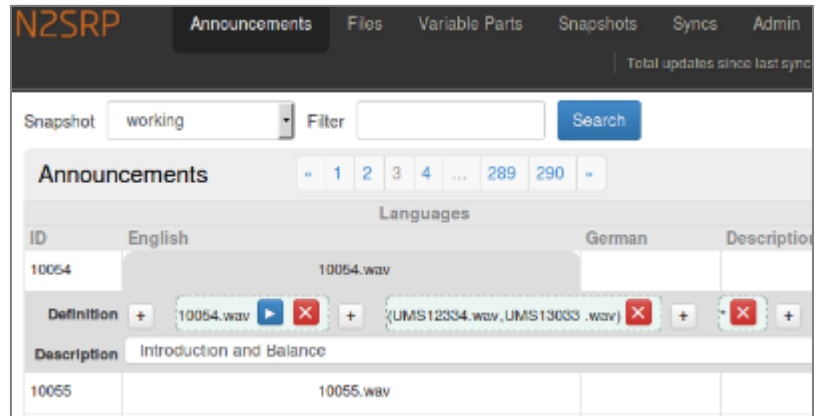 N2SRP Announcements Files Variable Parts Snapshots Syncs Admin
Total updates since last sync
Snapshot working Filter Search
Announcements « 1 2 3 4 ... 289 290 »
Languages
ID English German Description
10054 10054.wav
Definition + 10054.wav + (UMS12334.wav,UMS13033 .wav) + * +
Description Introduction and Balance
10055 10055.wav